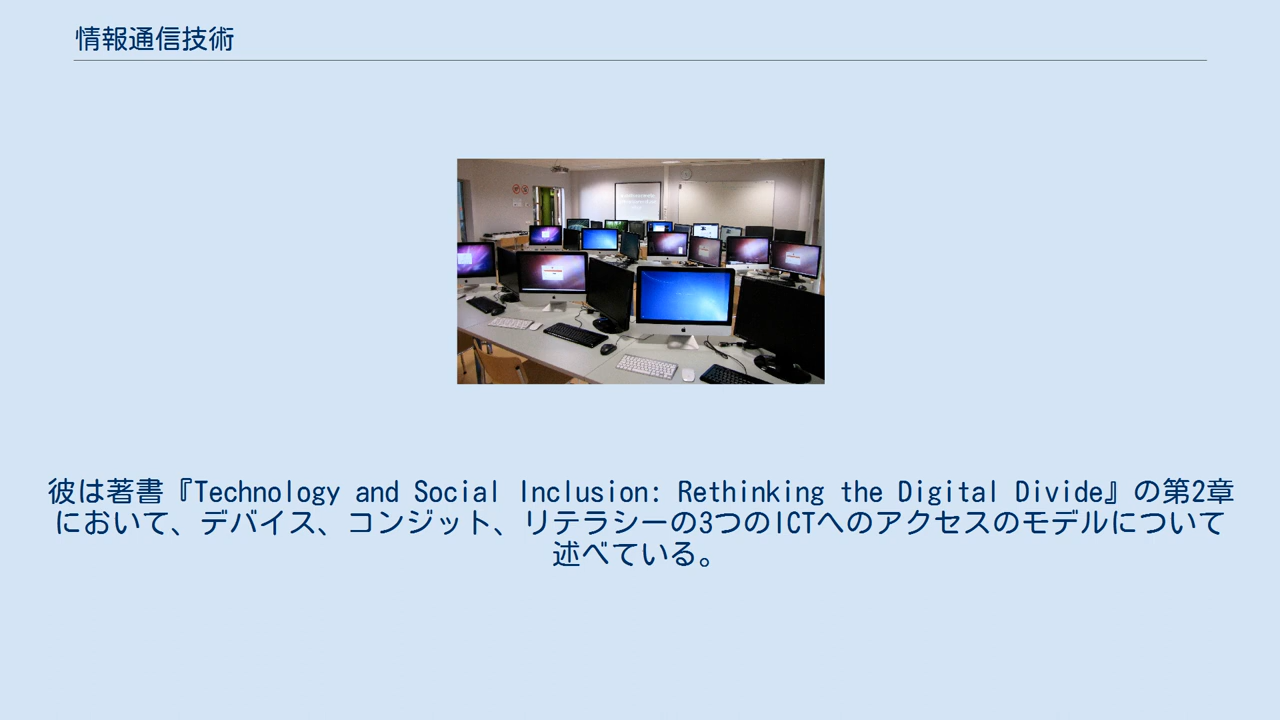 情報通信技術
彼は著書『Technology and Social Inclusion: Rethinking the Digital Divide』の第2章
において、デバイス、コンジット、リテラシーの3つのICTへのアクセスのモデルについて
述べている。